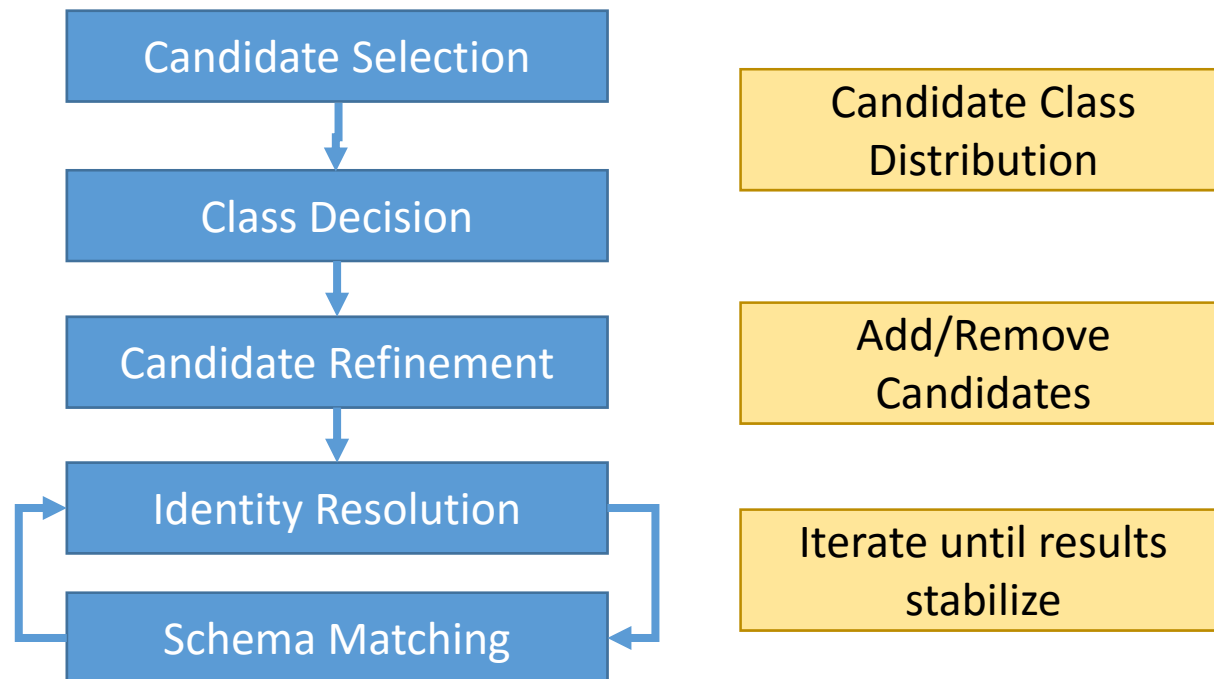 Candidate Selection
Class Decision
Candidate Refinement
Identity Resolution
Schema Matching
Candidate Class
Distribution
Add/Remove
Candidates
Iterate until results
stabilize